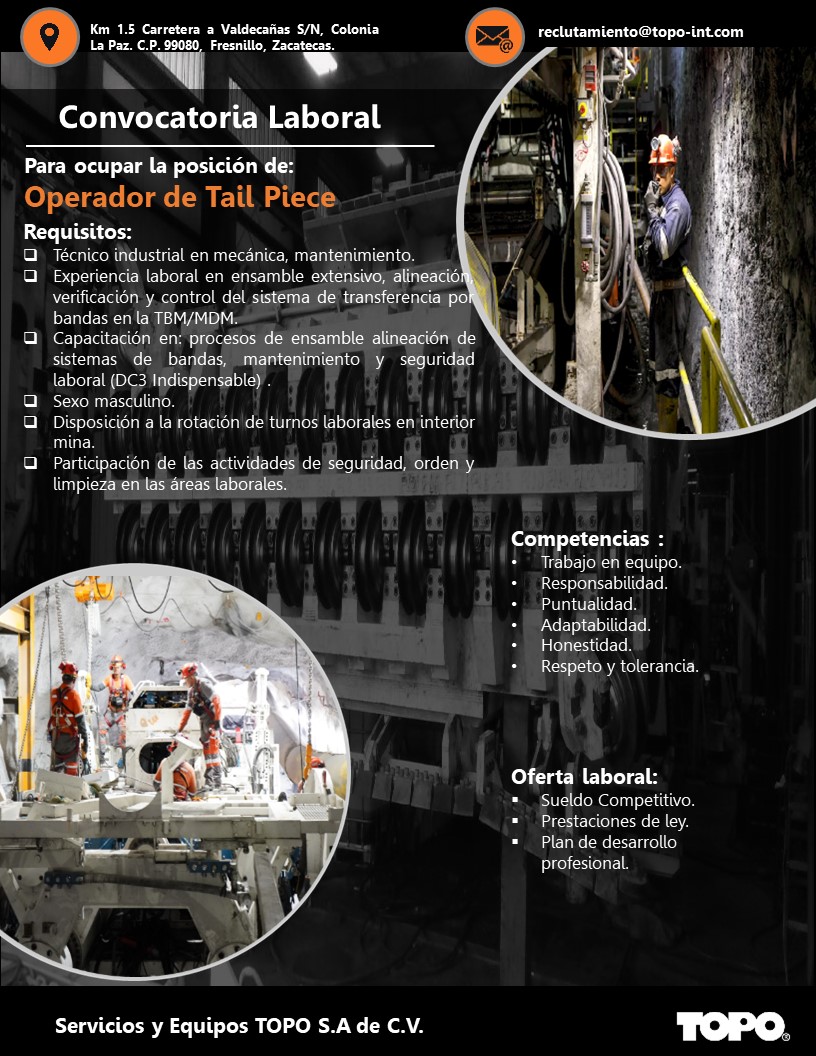 Km 1.5 Carretera a Valdecañas S/N, Colonia
La Paz. C.P. 99080, Fresnillo, Zacatecas.
reclutamiento@topo-int.com
Convocatoria Laboral
Para ocupar la posición de:
Operador de Tail Piece
Requisitos:
❑ Técnico industrial en mecánica, mantenimiento.
❑ Experiencia laboral en ensamble extensivo, alineación,
verificación y control del sistema de transferencia por
bandas en la TBM/MDM.
❑ Capacitación en: procesos de ensamble alineación de
sistemas de bandas, mantenimiento y seguridad
laboral (DC3 Indispensable) .
❑ Sexo masculino.
❑ Disposición a la rotación de turnos laborales en interior
mina.
❑ Participación de las actividades de seguridad, orden y
limpieza en las áreas laborales.
Competencias :
• Trabajo en equipo.
• Responsabilidad.
• Puntualidad.
• Adaptabilidad.
• Honestidad.
• Respeto y tolerancia.
Oferta laboral:
▪ Sueldo Competitivo.
▪ Prestaciones de ley.
▪ Plan de desarrollo
profesional.
Servicios y Equipos TOPO S.A de C.V.
TOPO®